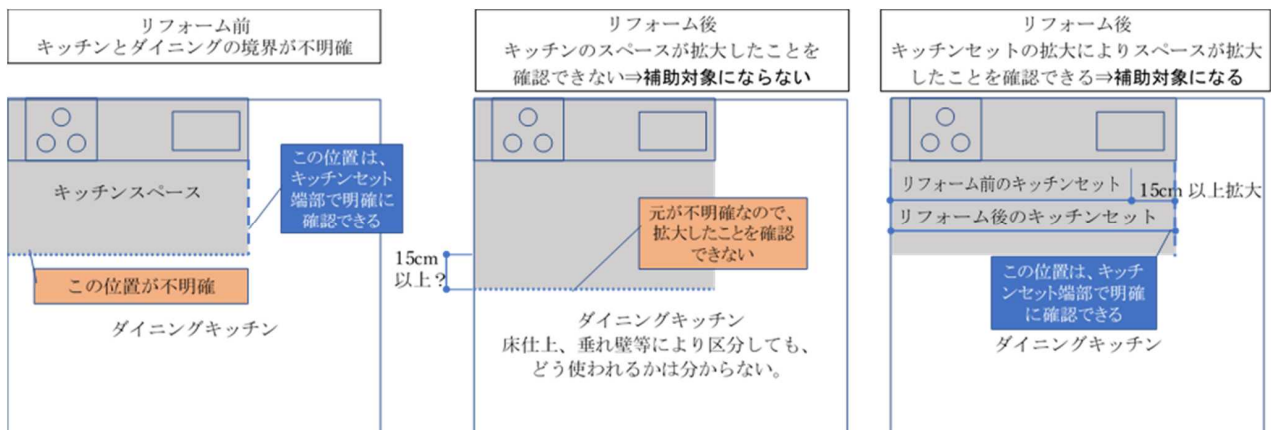 リフォーム前
キッチンとダイニングの境界が不明確
キッチンスペース
この位置は、
キッチンセット
端部で明確に
確認できる
この位置が不明確
ダイニングキッチン
リフォーム後
キッチンのスペースが拡大したことを
確認できない⇒補助対象にならない
元が不明確なので、
拡大したことを確認
できない
15cm
以上?
ダイニングキッチン
床仕上、垂れ壁等により区分しても、
どう使われるかは分からない。
リフォーム後
キッチンセットの拡大によりスペースが拡大
したことを確認できる⇒補助対象になる
リフォーム前のキッチンセット
15cm 以上拡大
リフォーム後のキッチンセット
この位置は、キッチ
ンセット端部で明確
に確認できる
ダイニングキッチン